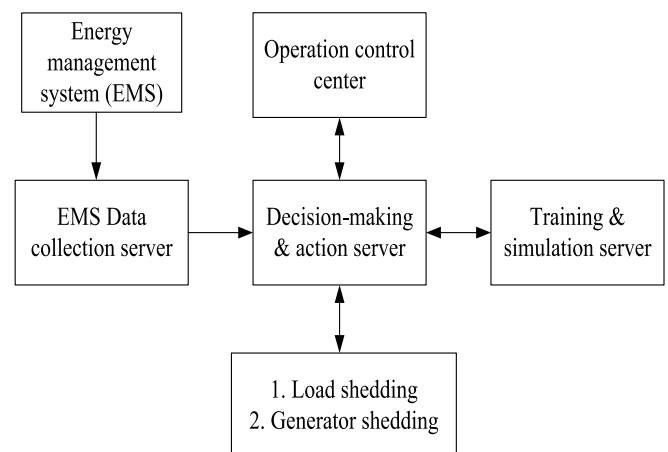 Energy
management
system (EMS)
Operation control
center
EMS Data
collection server
Decision-making
& action server
Training &
simulation server
1. Load shedding
2. Generator shedding